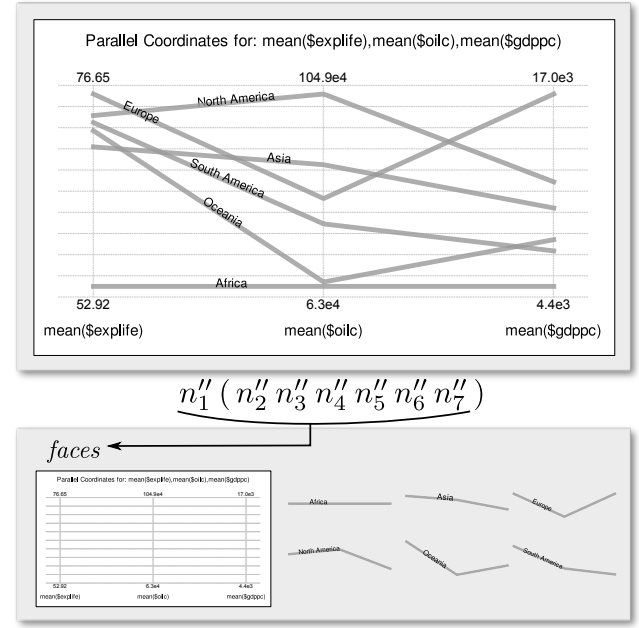 Parallel Coordinates for: mean($explife),mean($oilc),mean($gdppc)
76.65 104.9e4 17.0e3
North America
Europe
Asia
South America
Oceania
Africa
52.92 6.3e4 4.4e3
mean($explife) mean($oilc) mean($gdppc)
n″₁ ( n″₂ n″₃ n″₄ n″₅ n″₆ n″₇ )
faces
Parallel Coordinates for: mean($explife),mean($oilc),mean($gdppc)
76.65 104.9e4 17.0e3
52.92 6.3e4 4.4e3
mean($explife) mean($oilc) mean($gdppc)
Africa Asia Europe
North America Oceania South America